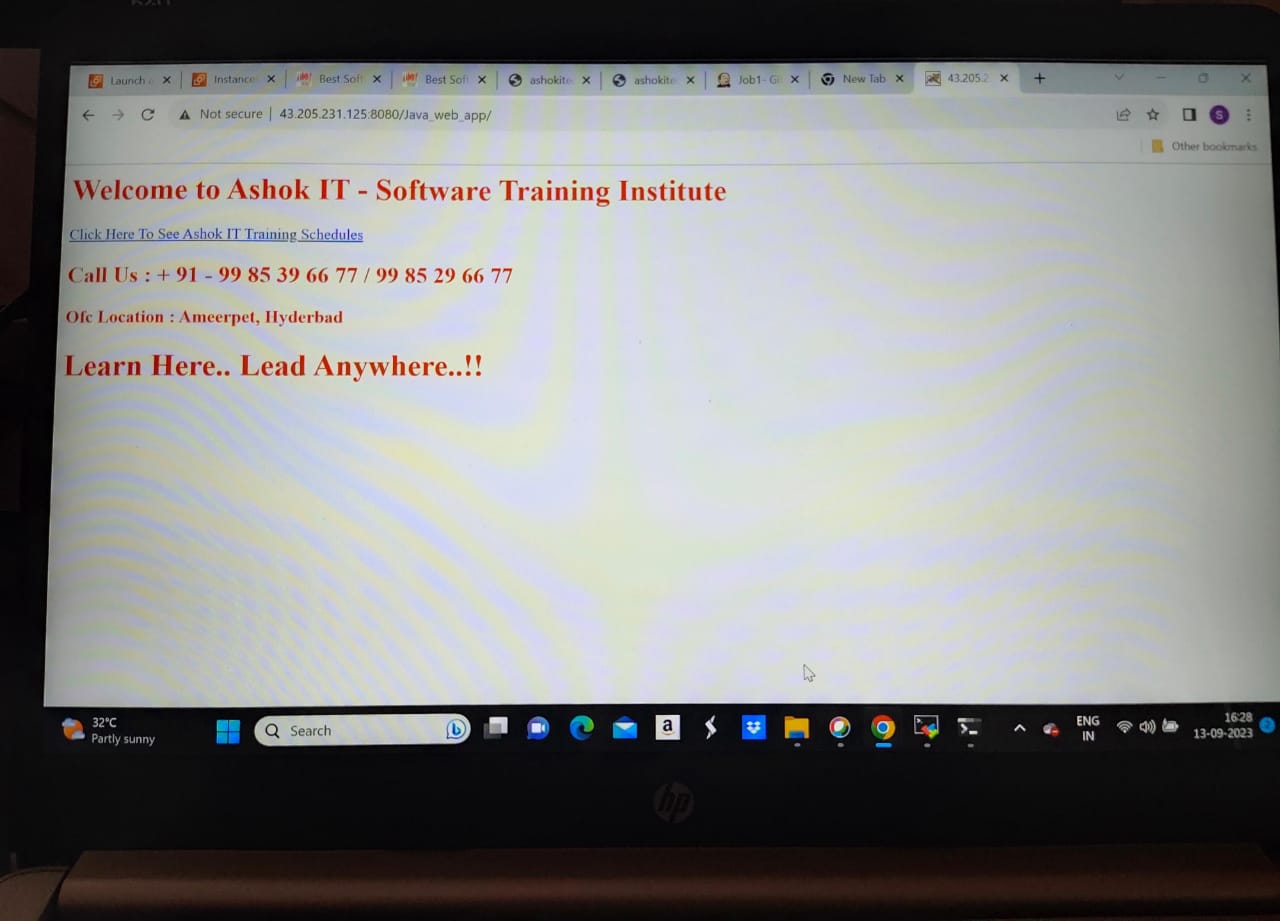 Launch
Instance
Best Soft
Best Soft
ashokite
ashokite
Job1 - Gi
New Tab
43.205.2
Not secure | 43.205.231.125:8080/Java_web_app/
S
Other bookmarks
Welcome to Ashok IT - Software Training Institute
Click Here To See Ashok IT Training Schedules
Call Us : + 91 - 99 85 39 66 77 / 99 85 29 66 77
Ofc Location : Ameerpet, Hyderbad
Learn Here.. Lead Anywhere..!!
32°C
Partly sunny
Search
b
a
ENG
IN
16:28
13-09-2023
2
hp